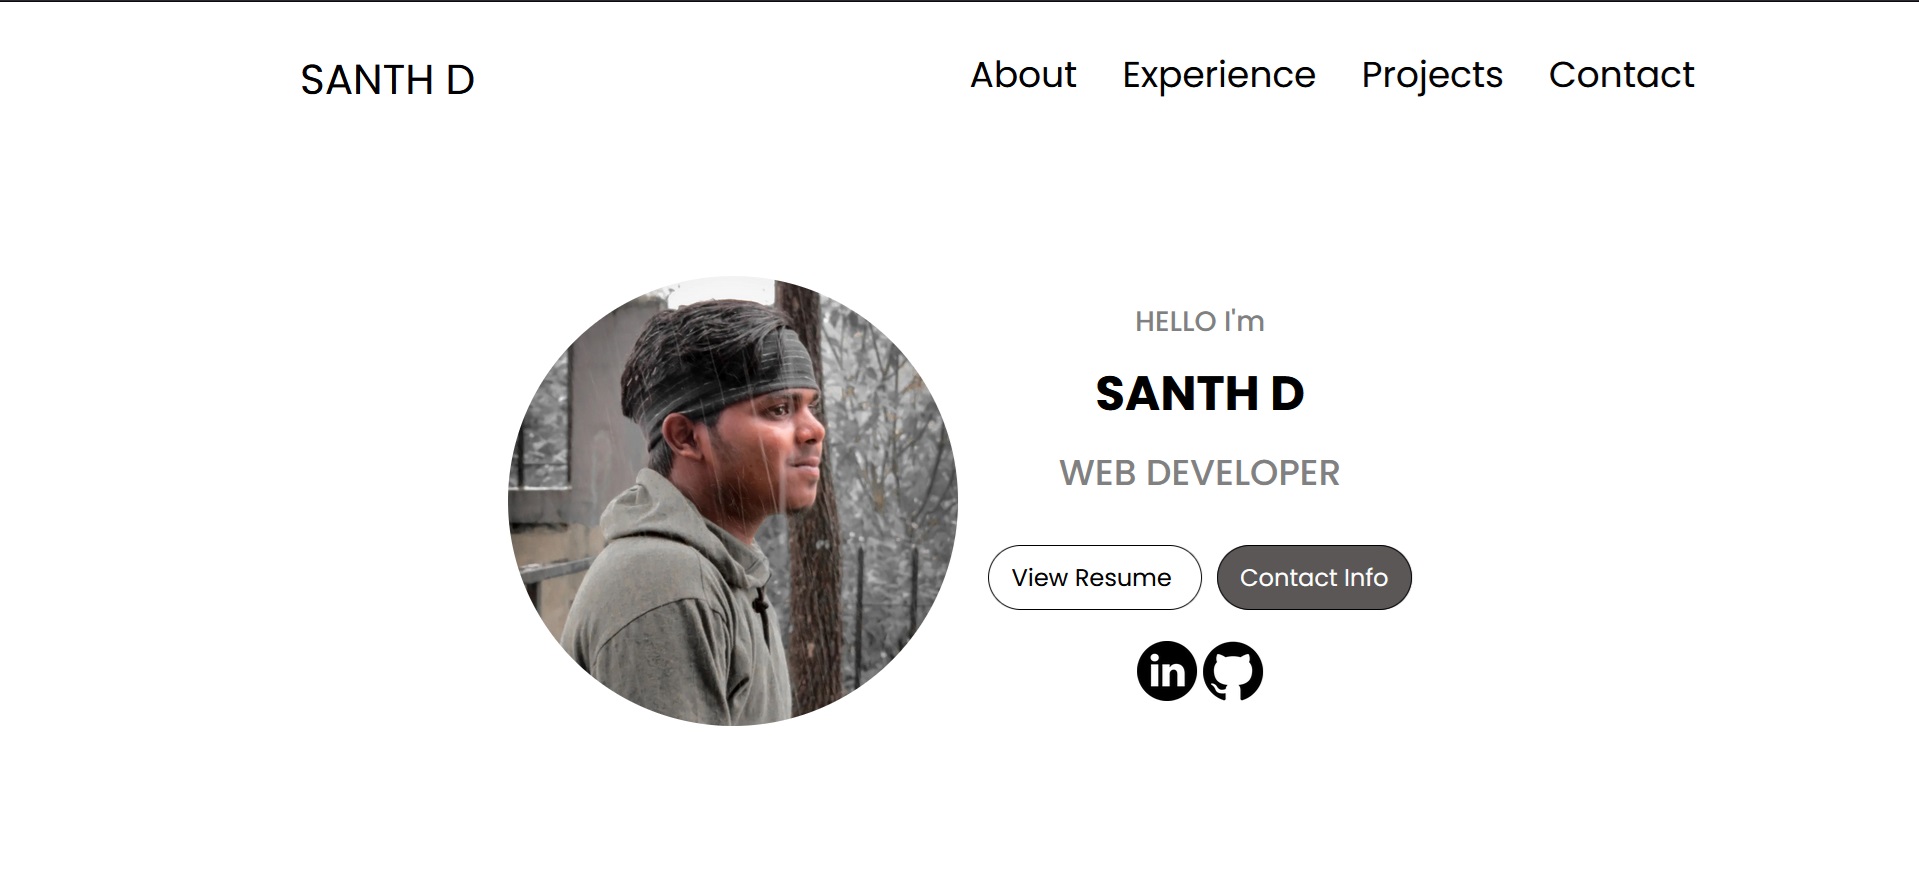 SANTH D
About Experience Projects Contact
HELLO I'm
SANTH D
WEB DEVELOPER
View Resume
Contact Info
in